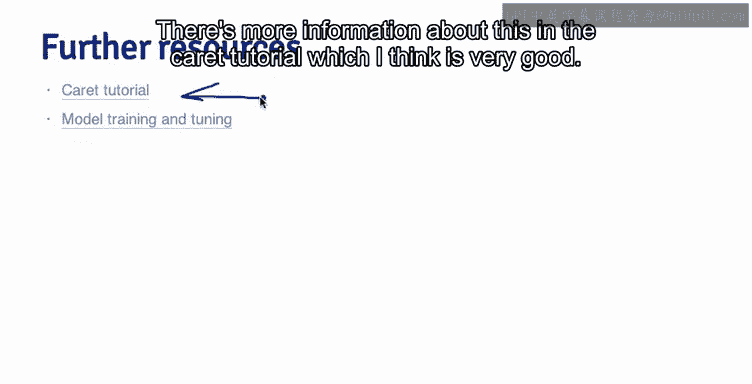 There's more information about this in the
Further resources
caret tutorial which I think is very good.
· Caret tutorial
· Model training and tuning